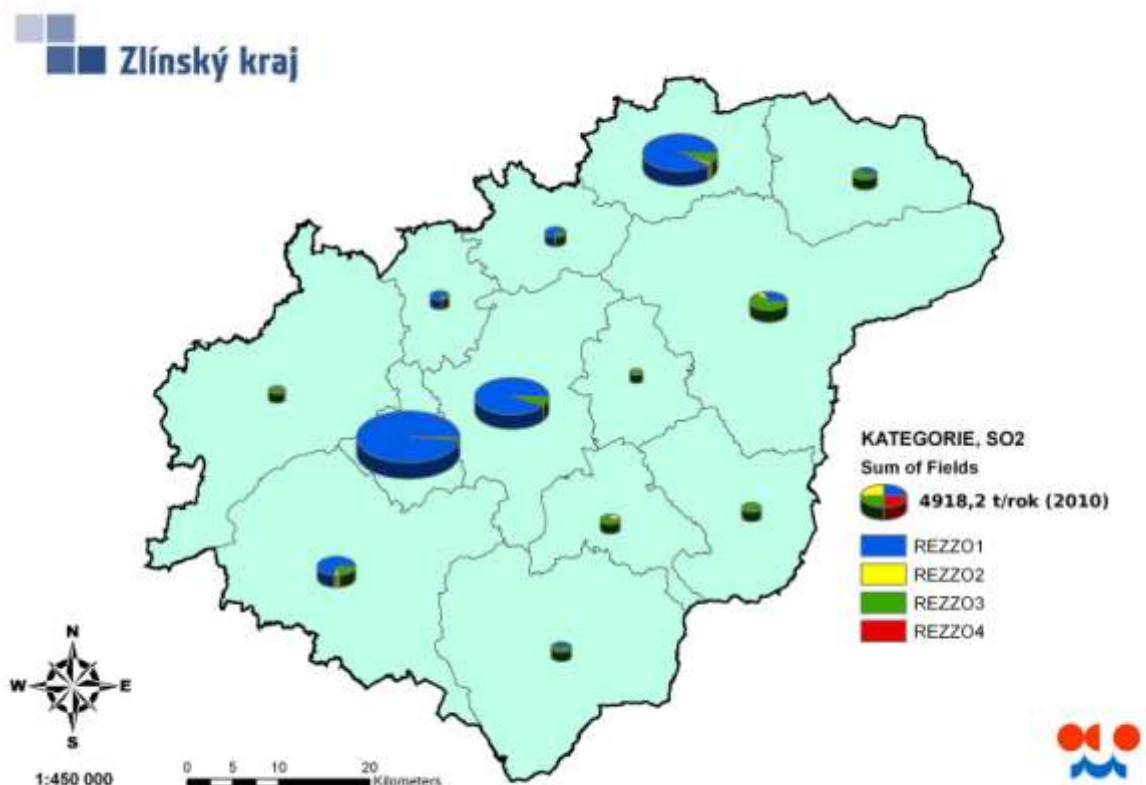 Zlínský kraj
KATEGORIE, SO2
Sum of Fields
4918,2 t/rok (2010)
REZZO1
REZZO2
REZZO3
REZZO4
N
W E
S
1:450 000
0 5 10 20
Kilometers